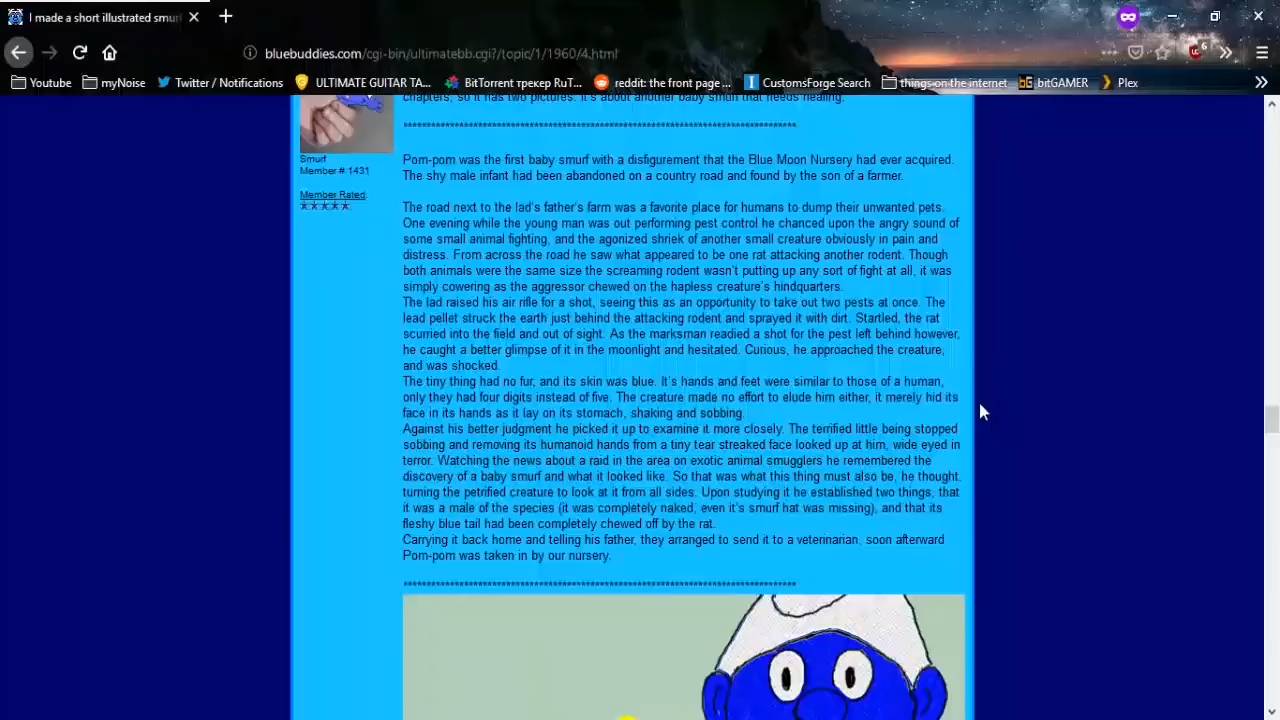 I made a short illustrated smur
bluebuddies.com/cgi-bin/ultimatebb.cgi?/topic/1/1960/4.html
6
Youtube
myNoise
Twitter / Notifications
ULTIMATE GUITAR TA...
BitTorrent трекер RuT...
reddit: the front page ...
CustomsForge Search
things on the internet
bitGAMER
Plex
chapters, so it has two pictures. It's about another baby smurf that needs healing.
Smurf
Member # 1431
Member Rated:
Pom-pom was the first baby smurf with a disfigurement that the Blue Moon Nursery had ever acquired.
The shy male infant had been abandoned on a country road and found by the son of a farmer.
The road next to the lad's father's farm was a favorite place for humans to dump their unwanted pets.
One evening while the young man was out performing pest control he chanced upon the angry sound of
some small animal fighting, and the agonized shriek of another small creature obviously in pain and
distress. From across the road he saw what appeared to be one rat attacking another rodent. Though
both animals were the same size the screaming rodent wasn't putting up any sort of fight at all, it was
simply cowering as the aggressor chewed on the hapless creature's hindquarters.
The lad raised his air rifle for a shot, seeing this as an opportunity to take out two pests at once. The
lead pellet struck the earth just behind the attacking rodent and sprayed it with dirt. Startled, the rat
scurried into the field and out of sight. As the marksman readied a shot for the pest left behind however,
he caught a better glimpse of it in the moonlight and hesitated. Curious, he approached the creature,
and was shocked.
The tiny thing had no fur, and its skin was blue. It's hands and feet were similar to those of a human,
only they had four digits instead of five. The creature made no effort to elude him either, it merely hid its
face in its hands as it lay on its stomach, shaking and sobbing.
Against his better judgment he picked it up to examine it more closely. The terrified little being stopped
sobbing and removing its humanoid hands from a tiny tear streaked face looked up at him, wide eyed in
terror. Watching the news about a raid in the area on exotic animal smugglers he remembered the
discovery of a baby smurf and what it looked like. So that was what this thing must also be, he thought,
turning the petrified creature to look at it from all sides. Upon studying it he established two things, that
it was a male of the species (it was completely naked; even it's smurf hat was missing), and that its
fleshy blue tail had been completely chewed off by the rat.
Carrying it back home and telling his father, they arranged to send it to a veterinarian, soon afterward
Pom-pom was taken in by our nursery.